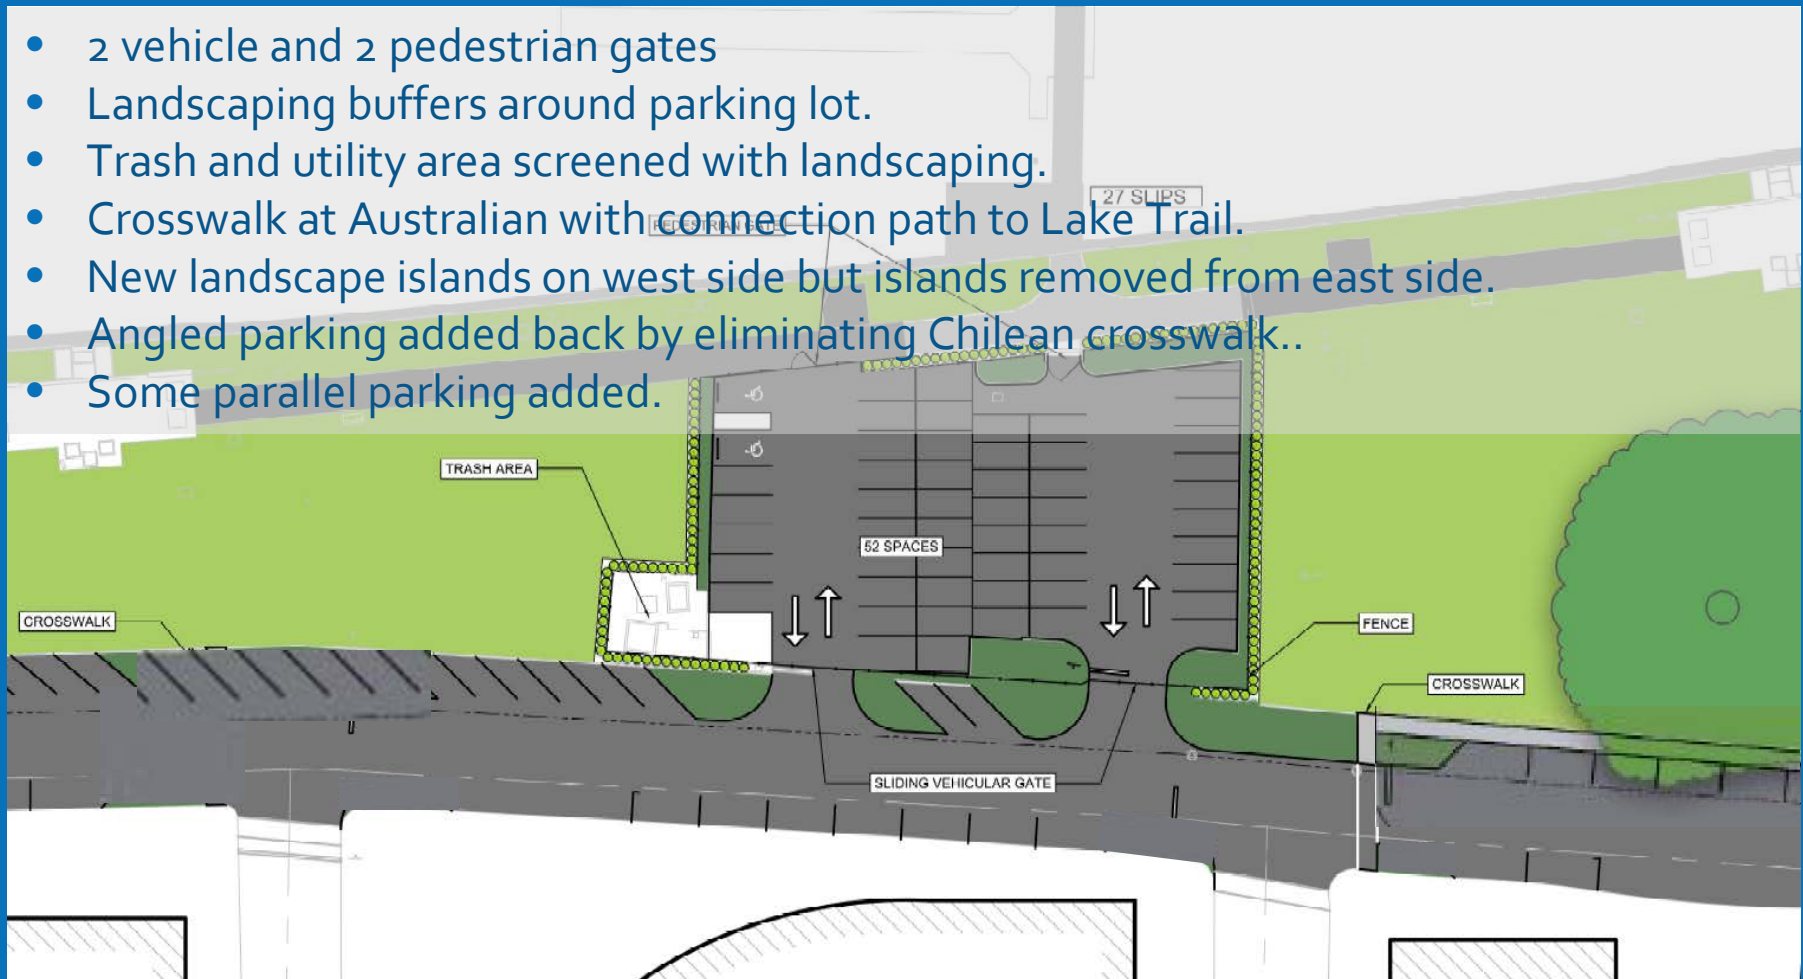 • 2 vehicle and 2 pedestrian gates
• Landscaping buffers around parking lot.
• Trash and utility area screened with landscaping.
• Crosswalk at Australian with connection path to Lake Trail.
• New landscape islands on west side but islands removed from east side.
• Angled parking added back by eliminating Chilean crosswalk..
• Some parallel parking added.
27 SLIPS
PEDESTRIAN GATE
TRASH AREA
52 SPACES
CROSSWALK
FENCE
CROSSWALK
SLIDING VEHICULAR GATE